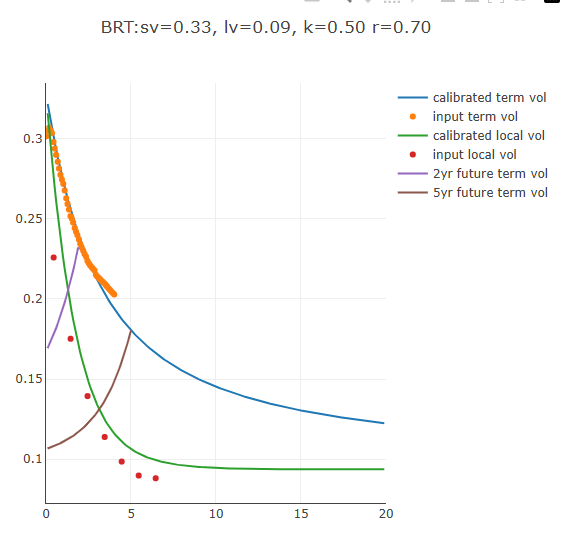 BRT:sv=0.33, lv=0.09, k=0.50 r=0.70
calibrated term vol
input term vol
calibrated local vol
input local vol
2yr future term vol
5yr future term vol
0.3
0.25
0.2
0.15
0.1
0 5 10 15 20